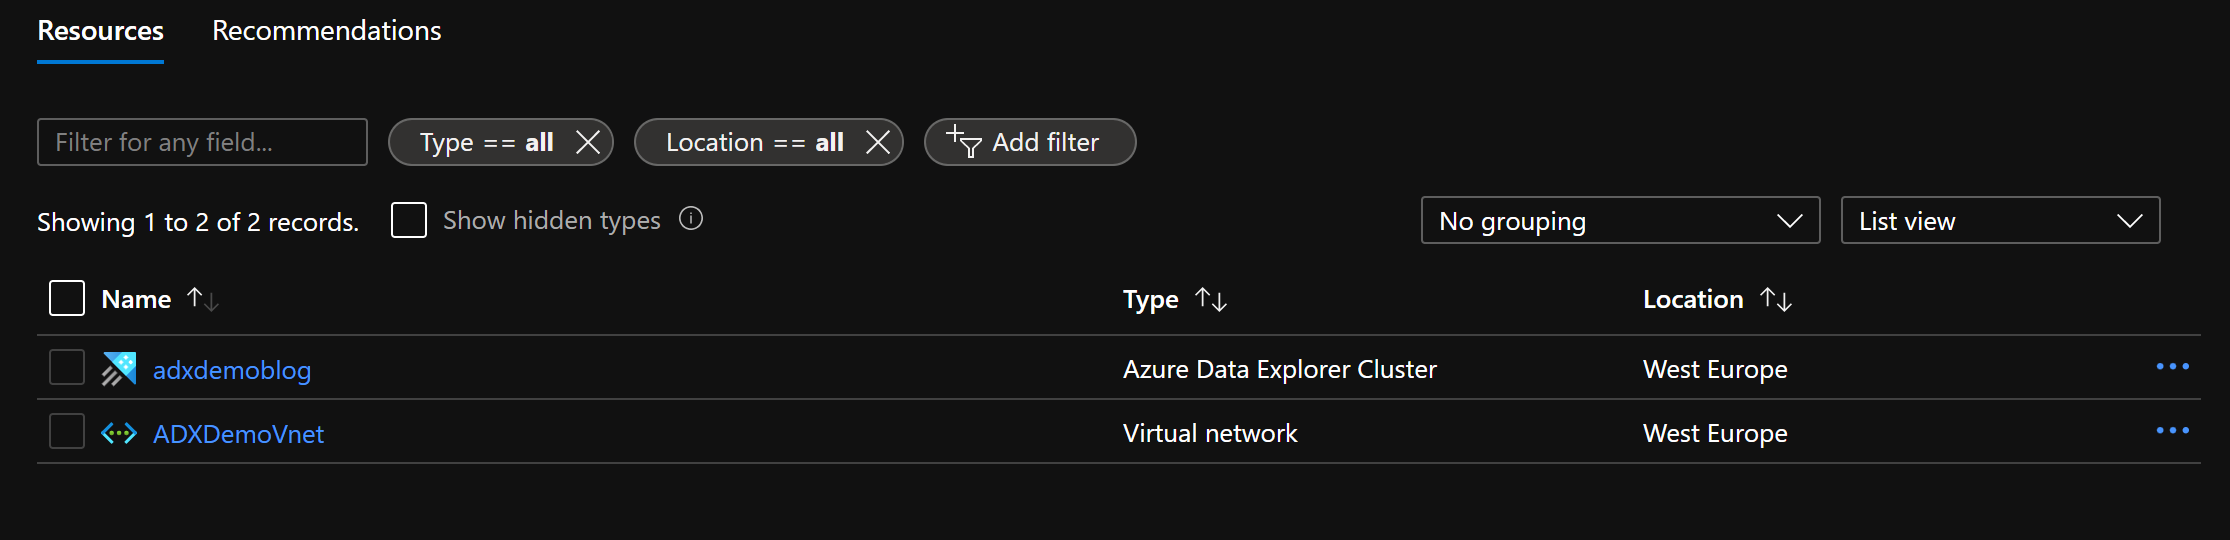 Resources Recommendations
Filter for any field... Type == all Location == all Add filter
Showing 1 to 2 of 2 records. Show hidden types No grouping List view
Name Type Location
adxdemoblog Azure Data Explorer Cluster West Europe
ADXDemoVnet Virtual network West Europe